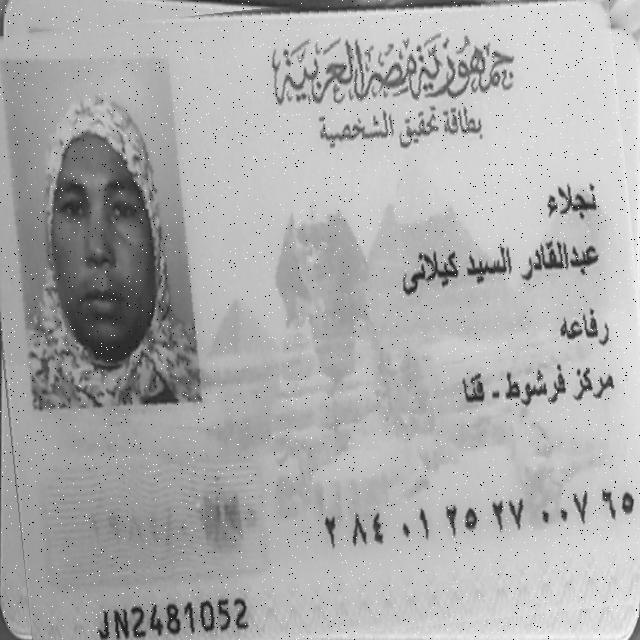 جمهورية مصر العربية
بطاقة تحقيق الشخصية
نجلاء
عبدالقادر السيد كيلانى
رفاعه
مركز فرشوط - قنا
٢٨٤٠١٢٥٢٧٠٠٧٦٥
JN2481052